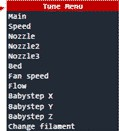 Tune Menu
Main
Speed
Nozzle
Nozzle2
Nozzle3
Bed
Fan speed
Flow
Babystep X
Babystep Y
Babystep Z
Change filament